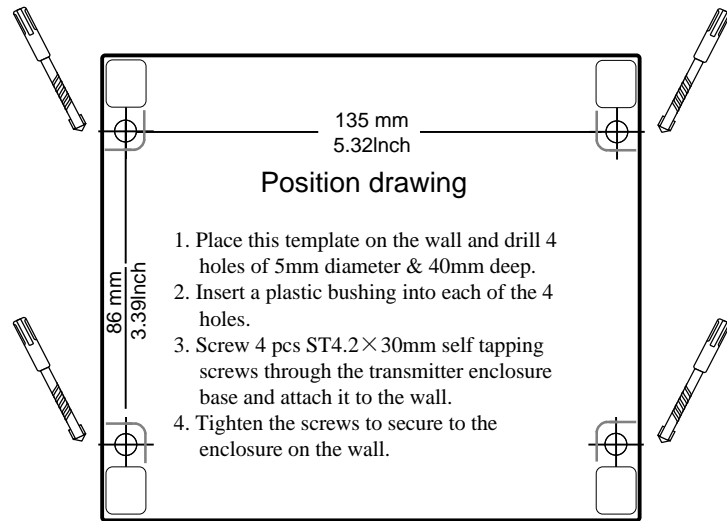 135 mm
5.32Inch
Position drawing
86 mm
3.39Inch
1. Place this template on the wall and drill 4
holes of 5mm diameter & 40mm deep.
2. Insert a plastic bushing into each of the 4
holes.
3. Screw 4 pcs ST4.2×30mm self tapping
screws through the transmitter enclosure
base and attach it to the wall.
4. Tighten the screws to secure to the
enclosure on the wall.